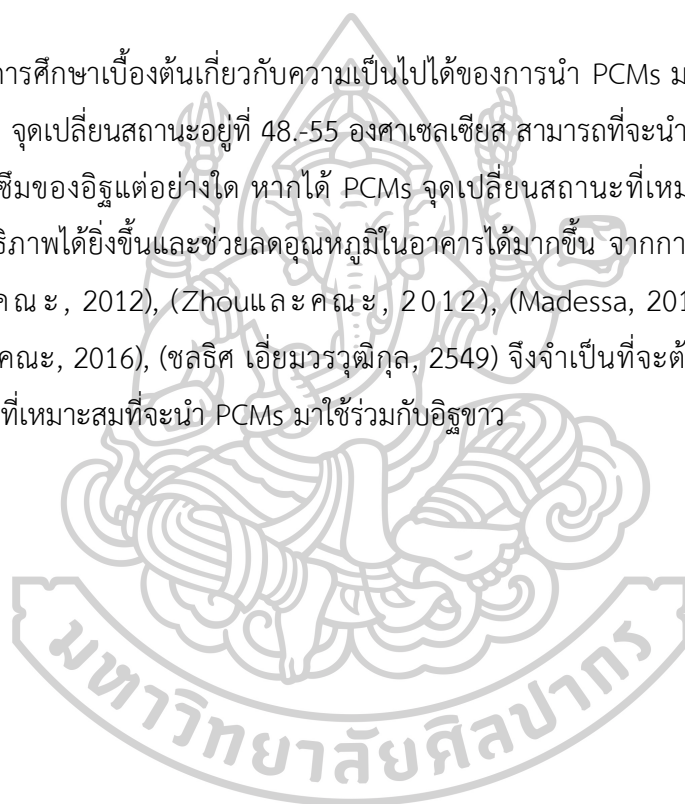 การศึกษาเบื้องต้นเกี่ยวกับความเป็นไปได้ของการนำ PCMs ม
จุดเปลี่ยนสถานะอยู่ที่ 48.-55 องศาเซลเซียส สามารถที่จะนำ
ซึมของอิฐแต่อย่างใด หากได้ PCMs จุดเปลี่ยนสถานะที่เหม
ธิภาพได้ยิ่งขึ้นและช่วยลดอุณหภูมิในอาคารได้มากขึ้น จากกา
คณะ, 2012), (Zhouและคณะ, 2012), (Madessa, 201
คณะ, 2016), (ชลธิศ เอี่ยมวรวุฒิกุล, 2549) จึงจำเป็นที่จะต้
ที่เหมาะสมที่จะนำ PCMs มาใช้ร่วมกับอิฐขาว
มหาวิทยาลัยศิลปากร